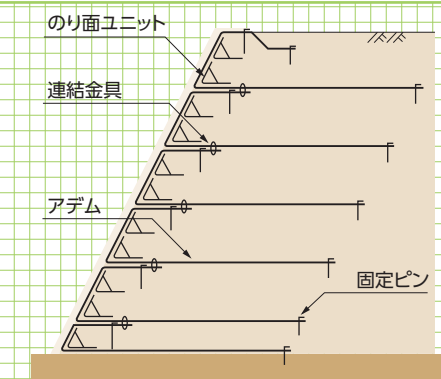 のり面ユニット
連結金具
アデム
固定ピン